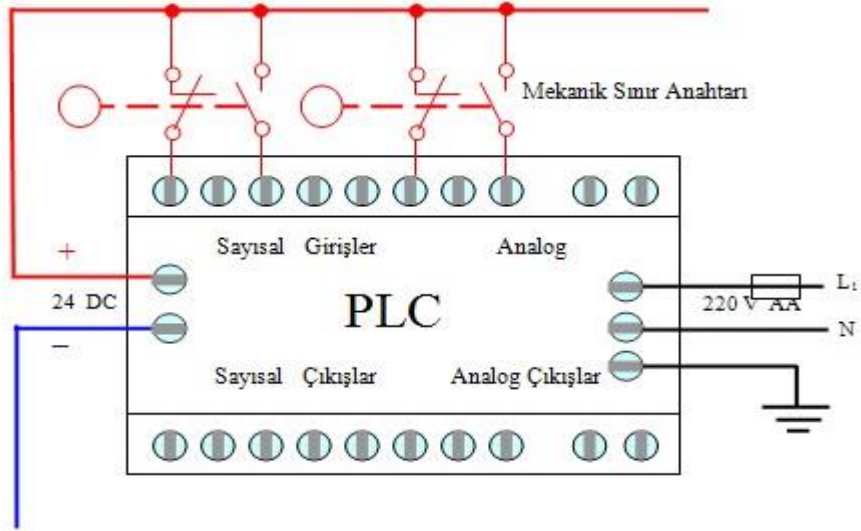 Mekanik Sınır Anahtarı
Sayısal Girişler Analog
+
24 DC
−
PLC
L₁
220 V AA
N
Sayısal Çıkışlar Analog Çıkışlar